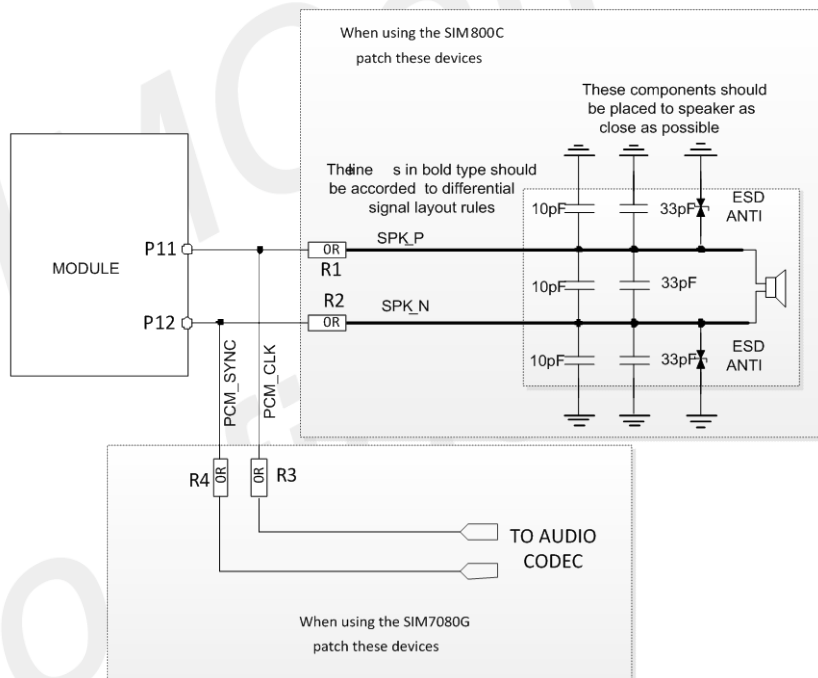 When using the SIM800C
patch these devices
These components should
be placed to speaker as
close as possible
Theline s in bold type should
be accorded to differential
signal layout rules
10pF
33pF
ESD
ANTI
MODULE
P11
0R
R1
SPK_P
10pF
33pF
P12
R2
0R
SPK_N
10pF
33pF
ESD
ANTI
PCM_SYNC
PCM_CLK
R4
0R
0R
R3
TO AUDIO
CODEC
When using the SIM7080G
patch these devices